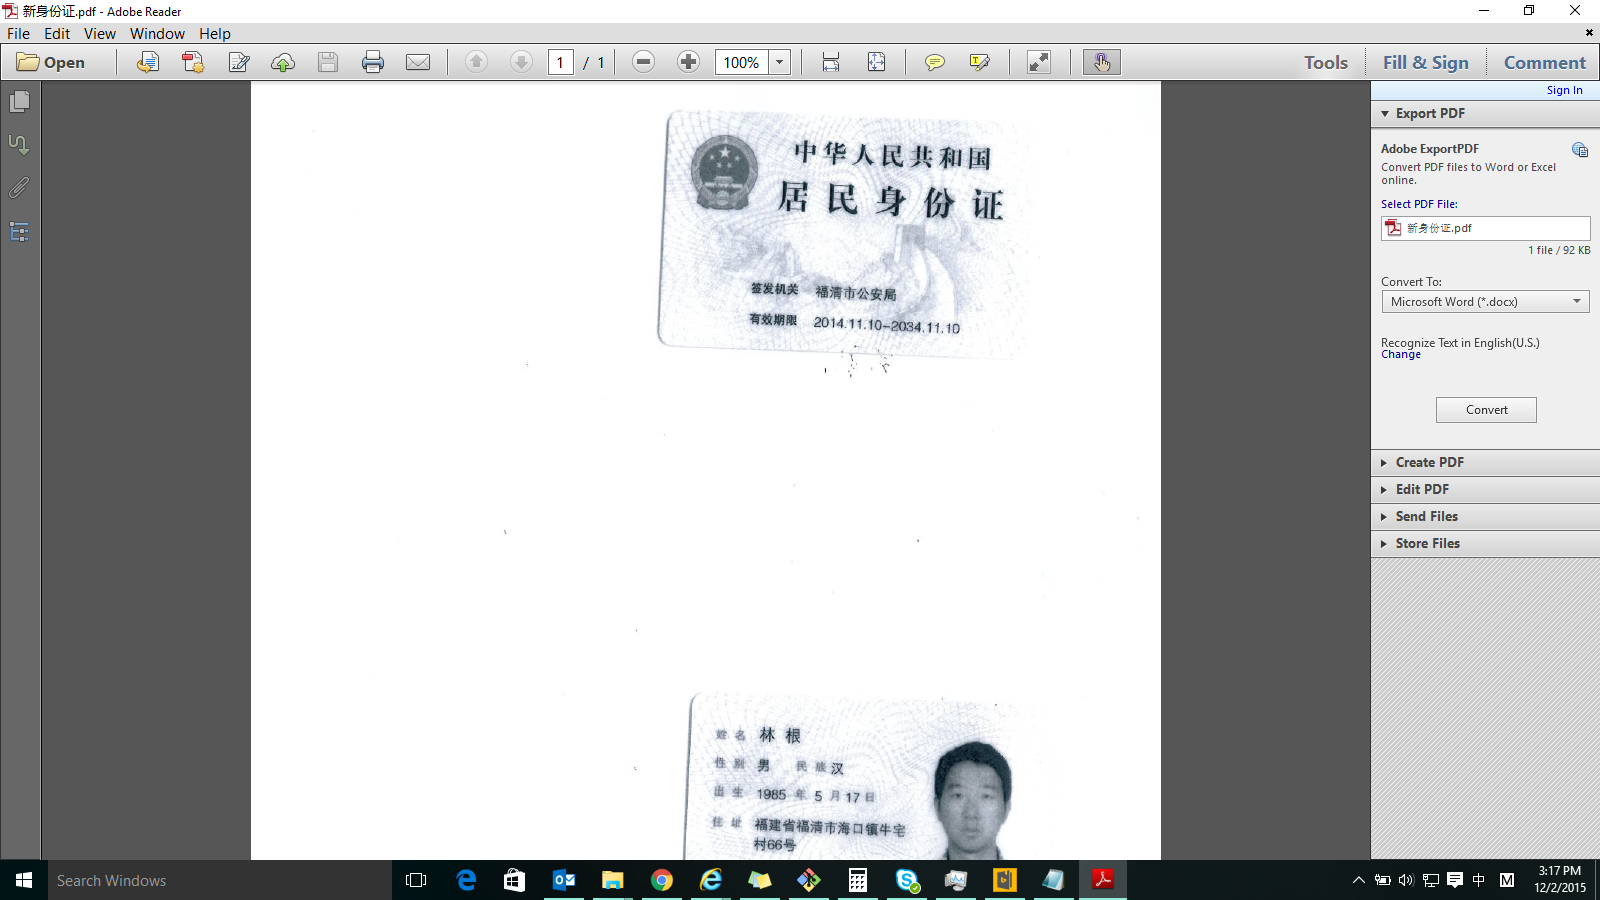 新身份证.pdf - Adobe Reader
File Edit View Window Help
Open
1 / 1
100%
Tools Fill & Sign Comment
Sign In
Export PDF
Adobe ExportPDF
Convert PDF files to Word or Excel
online.
Select PDF File:
新身份证.pdf
1 file / 92 KB
Convert To:
Microsoft Word (*.docx)
Recognize Text in English(U.S.)
Change
Convert
Create PDF
Edit PDF
Send Files
Store Files
中华人民共和国
居民身份证
签发机关 福清市公安局
有效期限 2014.11.10-2034.11.10
姓名 林根
性别 男 民族 汉
出生 1985 年 5 月 17 日
住址 福建省福清市海口镇牛宅
村66号
Search Windows
中
M
3:17 PM
12/2/2015